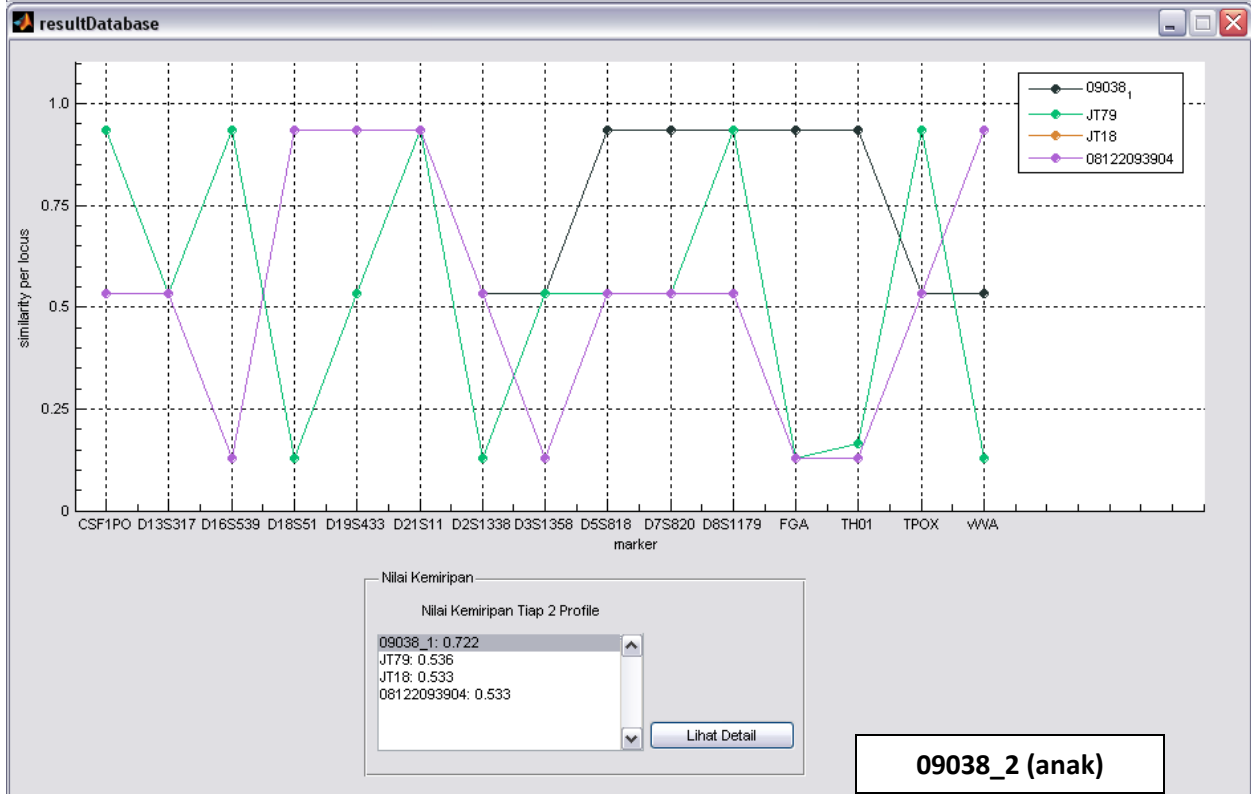 resultDatabase
1.0
0.75
0.5
0.25
0
similarity per locus
09038_1
JT79
JT18
08122093904
CSF1PO D13S317 D16S539 D18S51 D19S433 D21S11 D2S1338 D3S1358 D5S818 D7S820 D8S1179 FGA TH01 TPOX vWA
marker
Nilai Kemiripan
Nilai Kemiripan Tiap 2 Profile
09038_1: 0.722
JT79: 0.536
JT18: 0.533
08122093904: 0.533
Lihat Detail
09038_2 (anak)